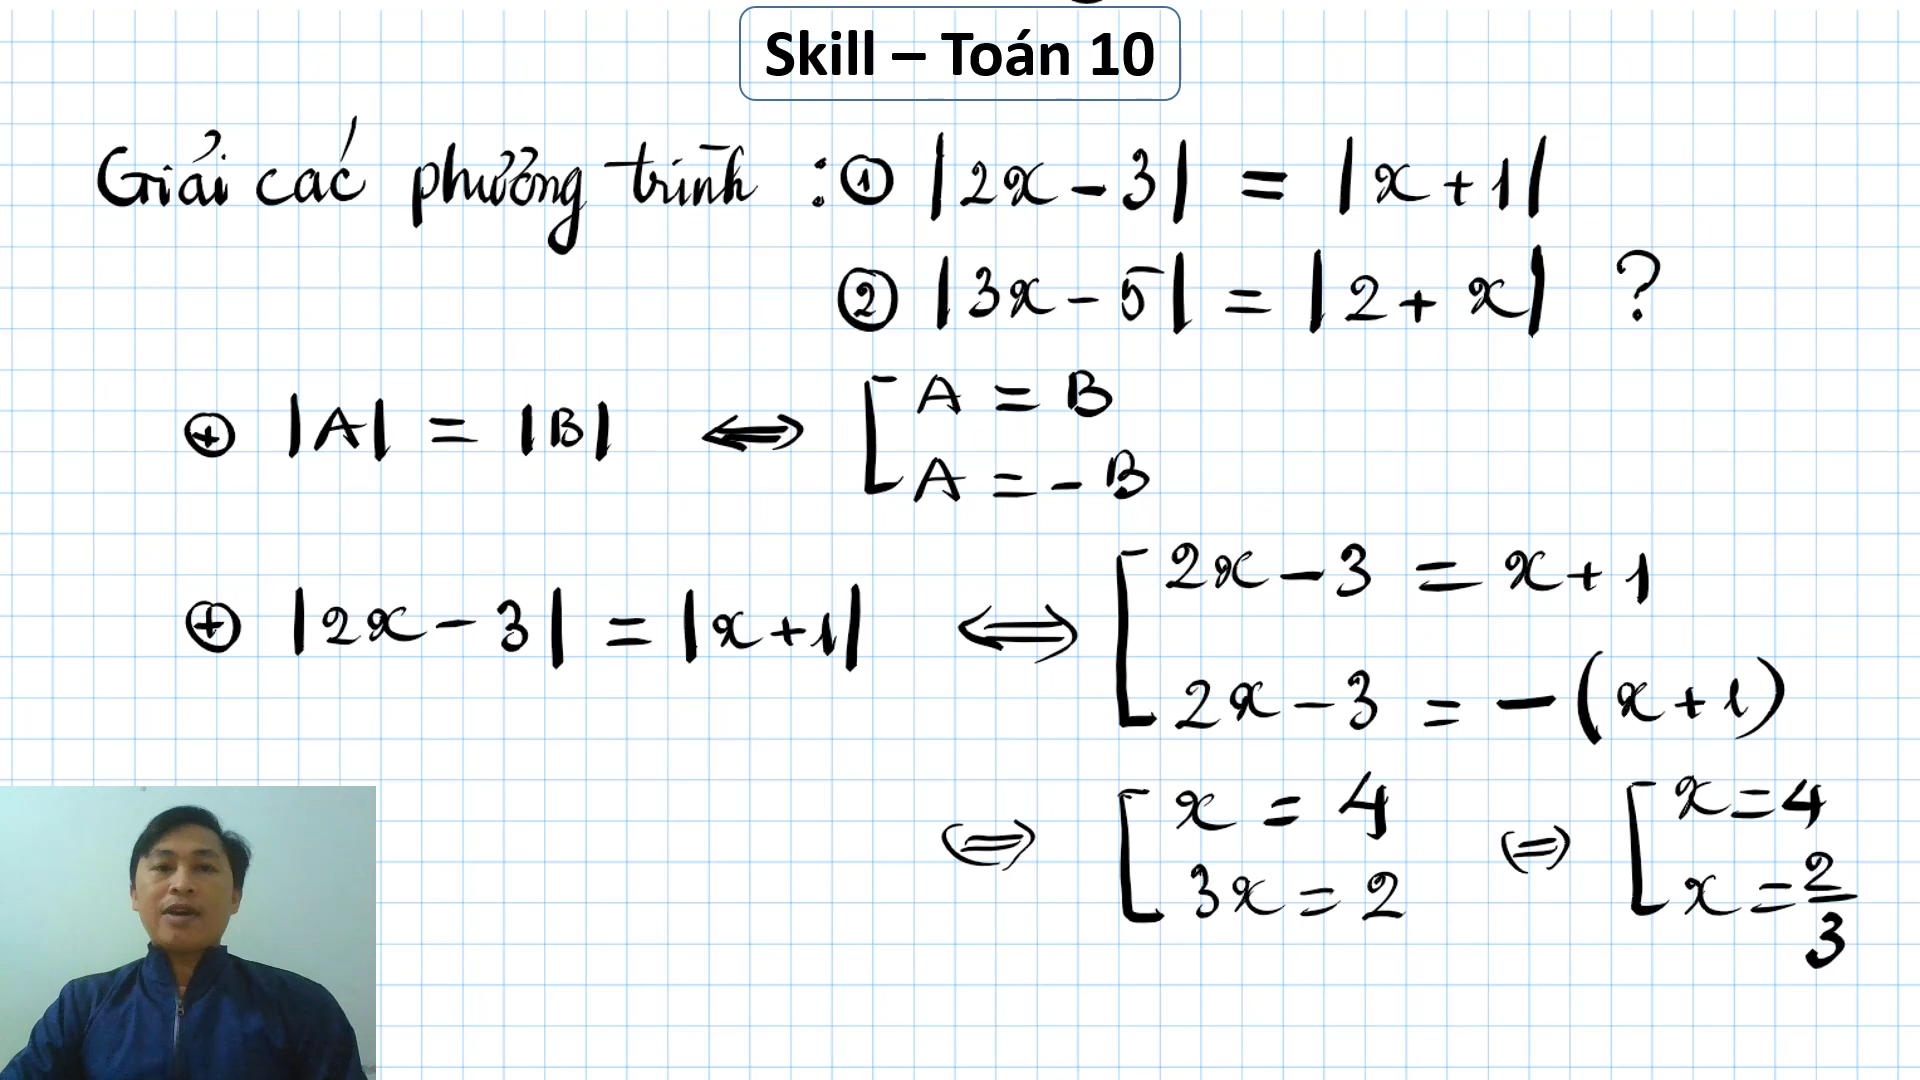 Skill – Toán 10
Giải các phương trình : ① |2x - 3| = |x + 1|
② |3x - 5| = |2 + x| ?
⊕ |A| = |B| ⟺ [ A = B
A = - B
⊕ |2x - 3| = |x + 1| ⟺ [ 2x - 3 = x + 1
2x - 3 = - (x + 1)
⟺ [ x = 4 ⟺ [ x = 4
3x = 2 x = 2/3